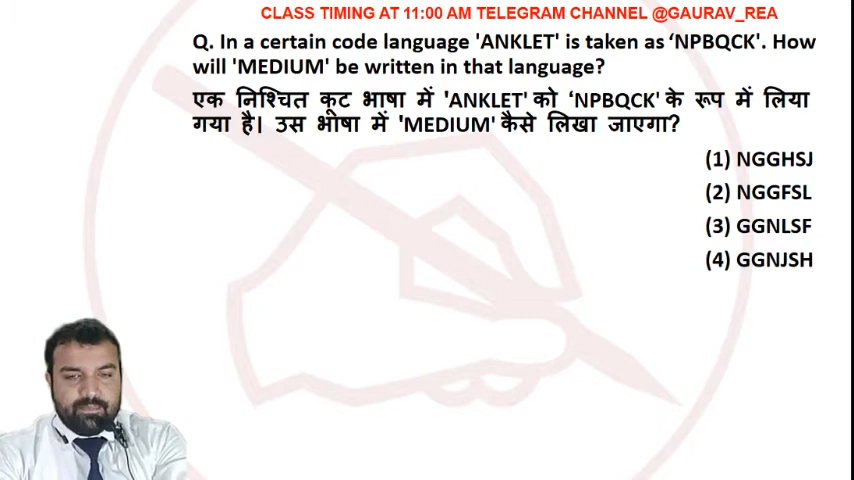 CLASS TIMING AT 11:00 AM TELEGRAM CHANNEL @GAURAV_REA
Q. In a certain code language 'ANKLET' is taken as ‘NPBQCK'. How
will 'MEDIUM' be written in that language?
एक निश्चित कूट भाषा में 'ANKLET' को ‘NPBQCK' के रूप में लिया
गया है। उस भाषा में 'MEDIUM' कैसे लिखा जाएगा?
(1) NGGHSJ
(2) NGGFSL
(3) GGNLSF
(4) GGNJSH